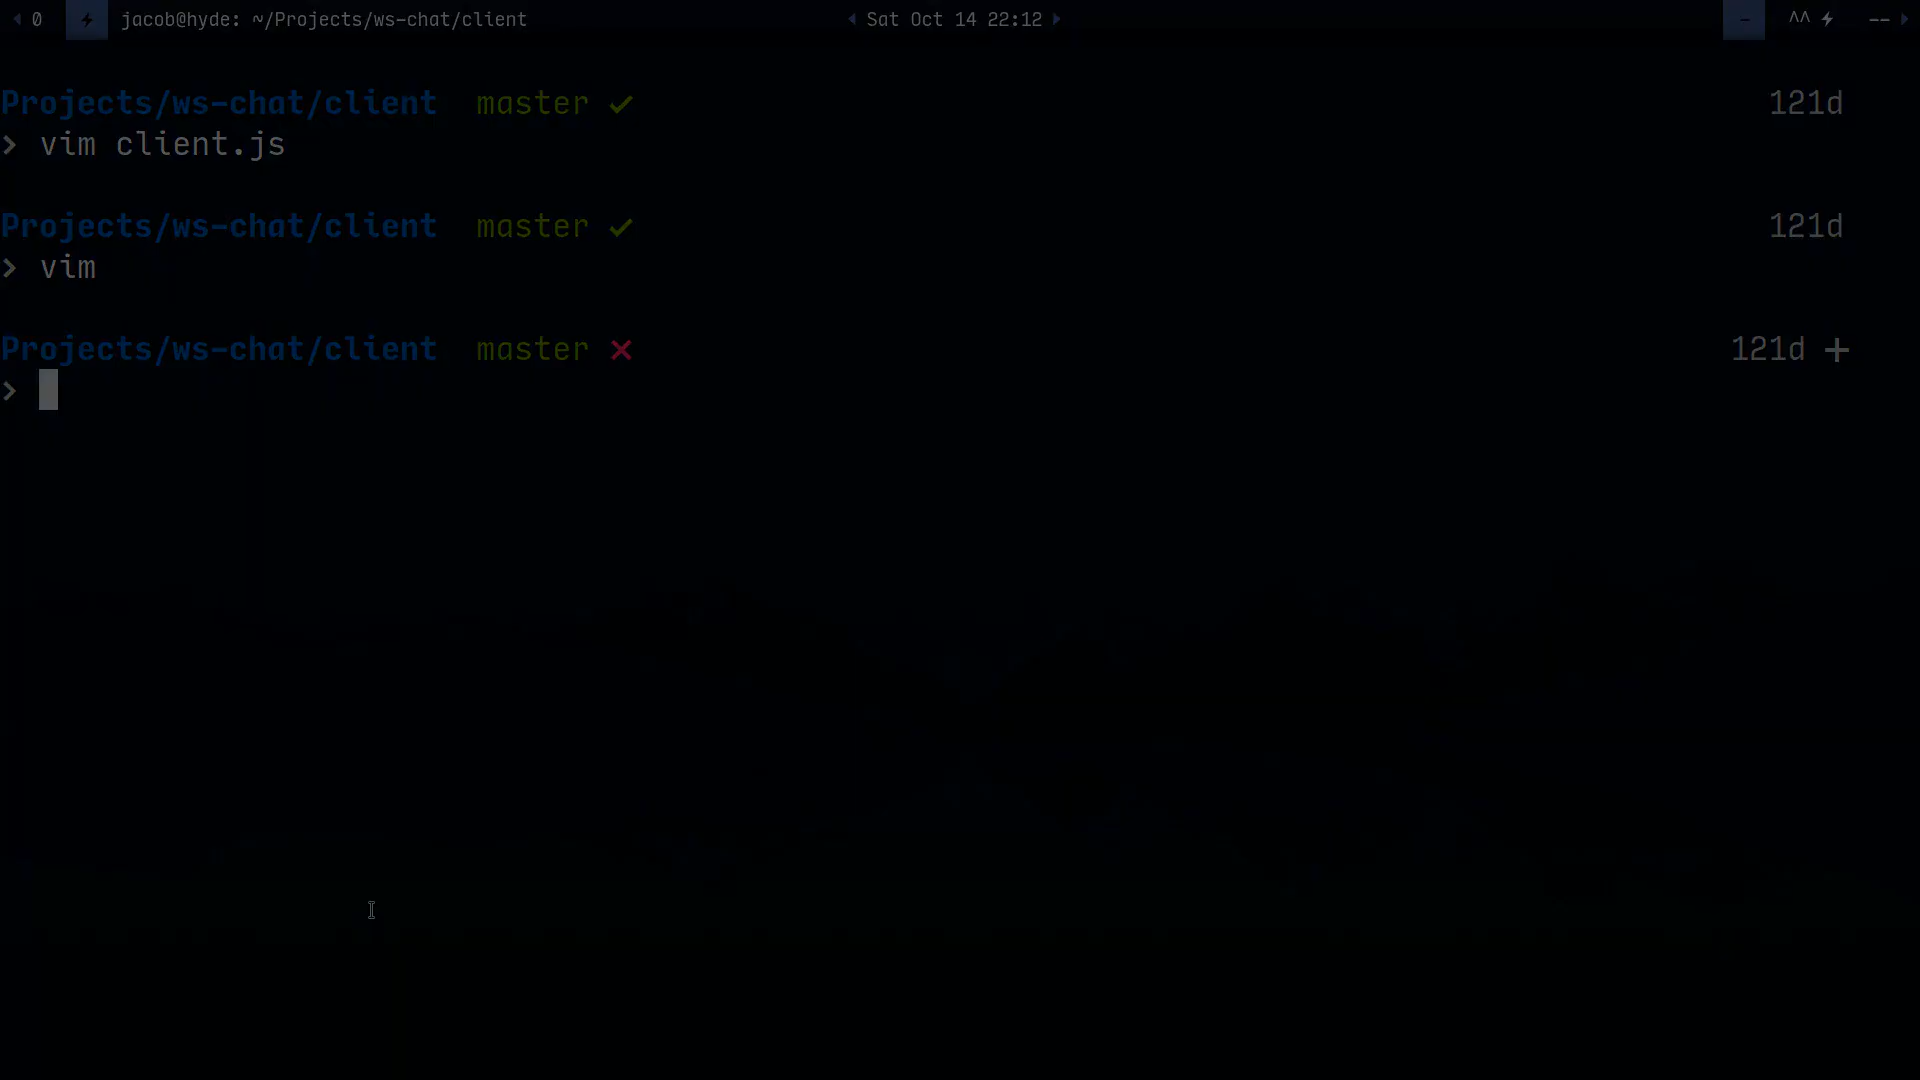 0 jacob@hyde: ~/Projects/ws-chat/client Sat Oct 14 22:12 - ^^ --
Projects/ws-chat/client master ✓ 121d
❯ vim client.js
Projects/ws-chat/client master ✓ 121d
❯ vim
Projects/ws-chat/client master ✗ 121d +
❯